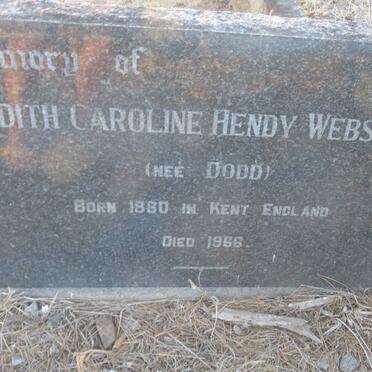 mory of
DITH CAROLINE HENDY WEBS
(NEE DODD)
BORN 1880 IN KENT ENGLAND
DIED 1966.